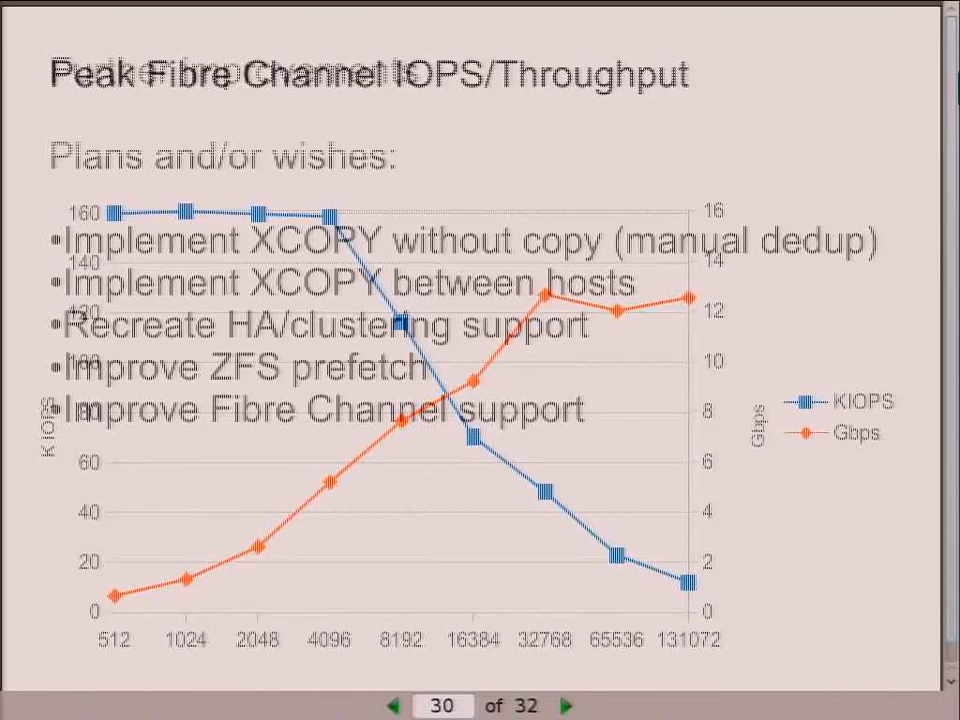 Peak Fibre Channel IOPS/Throughput
Plans and/or wishes:
•Implement XCOPY without copy (manual dedup)
•Implement XCOPY between hosts
•Recreate HA/clustering support
•Improve ZFS prefetch
•Improve Fibre Channel support
160
140
120
100
80
60
40
20
0
KIOPS
16
14
12
10
8
6
4
2
0
Gbps
KIOPS
Gbps
512 1024 2048 4096 8192 16384 32768 65536 131072
30 of 32